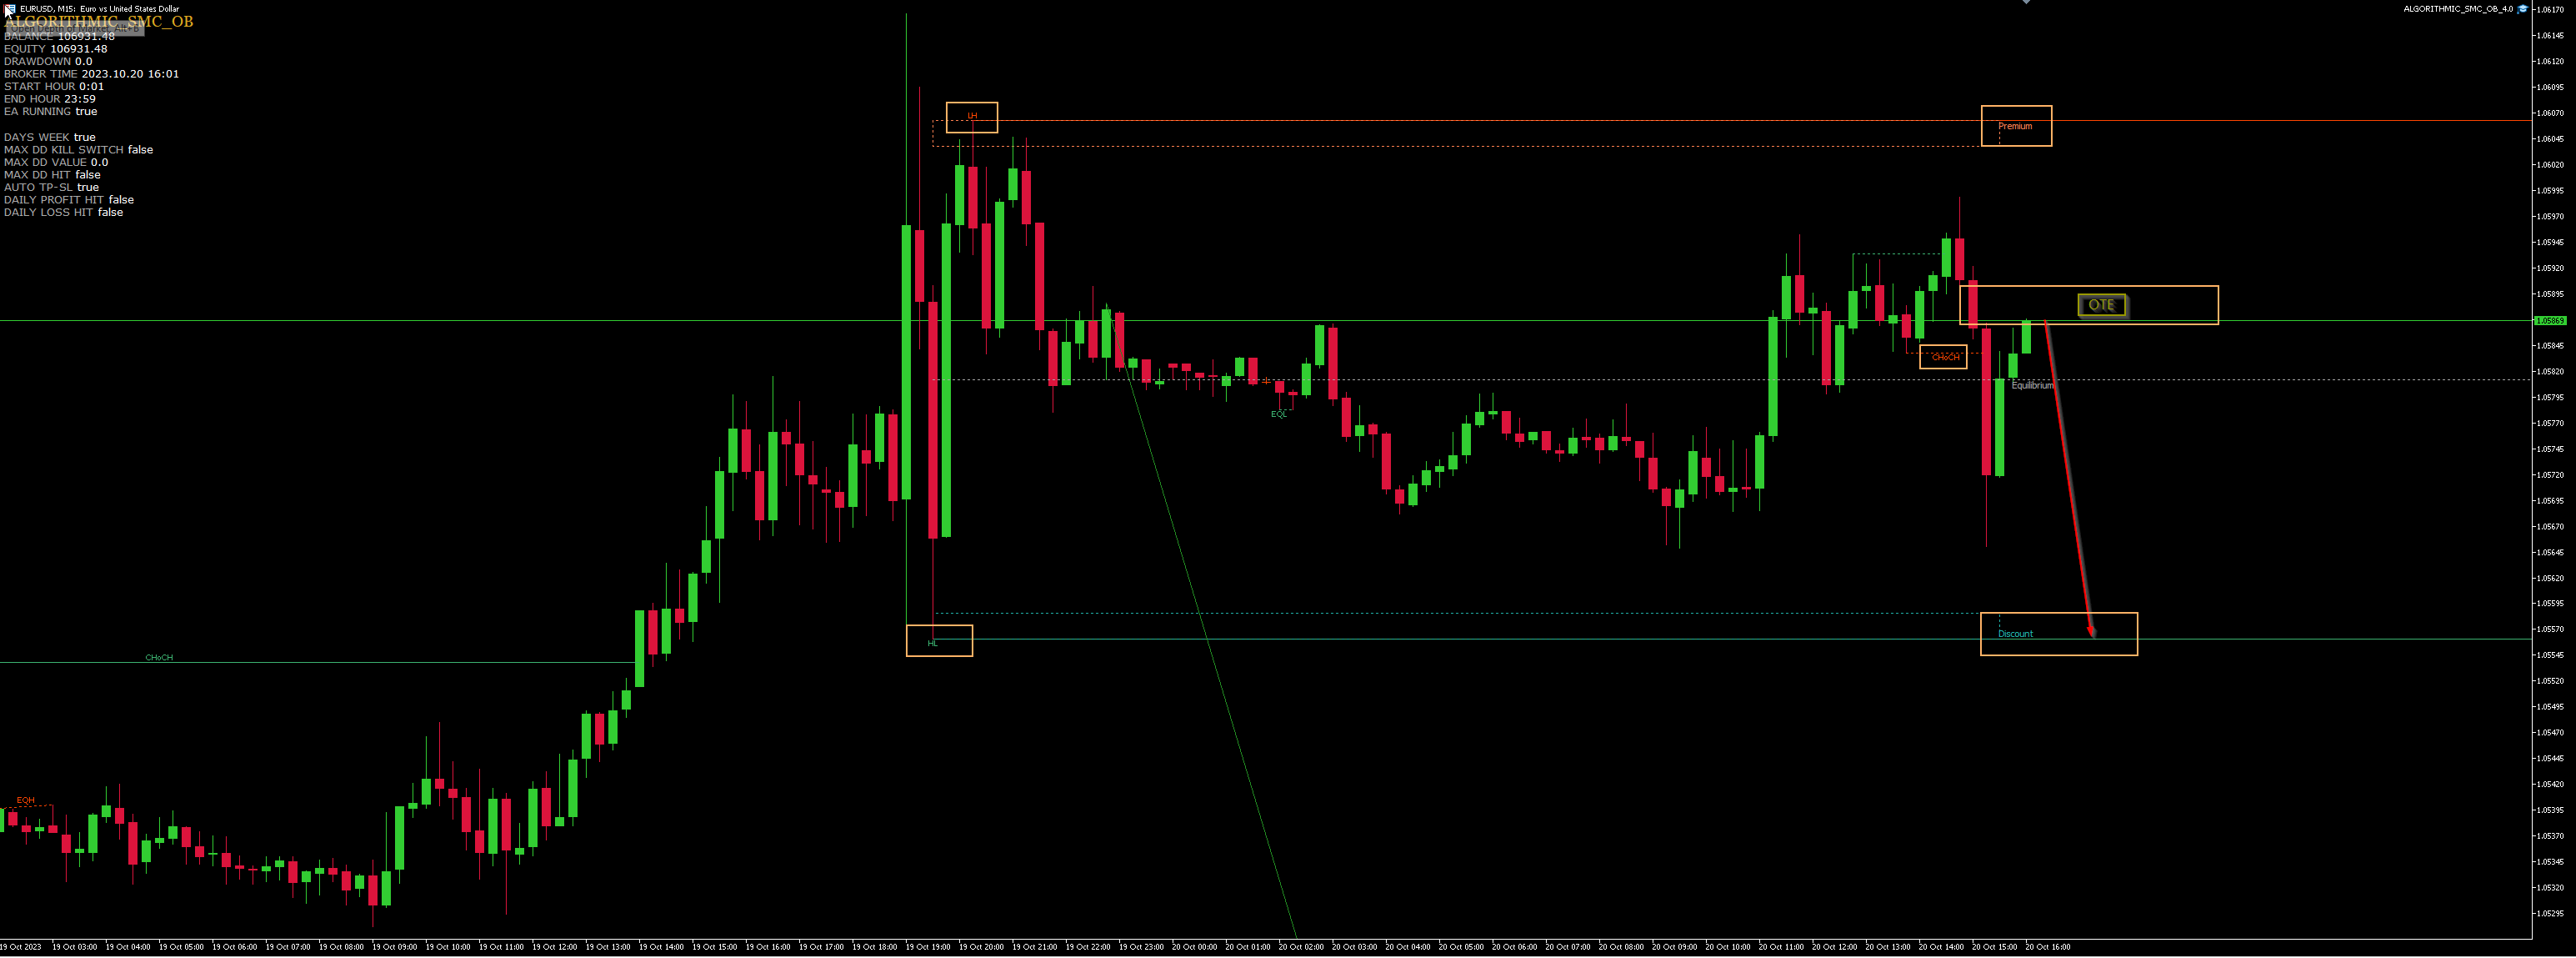 EURUSD, M15: Euro vs United States Dollar
ALGORITHMIC_SMC_OB_4.0
ALGORITHMIC_SMC_OB
Open Depth of Market, Alt+B
BALANCE 106931.48
EQUITY 106931.48
DRAWDOWN 0.0
BROKER TIME 2023.10.20 16:01
START HOUR 0:01
END HOUR 23:59
EA RUNNING true
DAYS WEEK true
MAX DD KILL SWITCH false
MAX DD VALUE 0.0
MAX DD HIT false
AUTO TP-SL true
DAILY PROFIT HIT false
DAILY LOSS HIT false
LH
Premium
OTE
CHoCH
Equilibrium
EQL
Discount
HL
CHoCH
EQH
1.06170
1.06145
1.06120
1.06095
1.06070
1.06045
1.06020
1.05995
1.05970
1.05945
1.05920
1.05895
1.05869
1.05845
1.05820
1.05795
1.05770
1.05745
1.05720
1.05695
1.05670
1.05645
1.05620
1.05595
1.05570
1.05545
1.05520
1.05495
1.05470
1.05445
1.05420
1.05395
1.05370
1.05345
1.05320
1.05295
19 Oct 2023 19 Oct 03:00 19 Oct 04:00 19 Oct 05:00 19 Oct 06:00 19 Oct 07:00 19 Oct 08:00 19 Oct 09:00 19 Oct 10:00 19 Oct 11:00 19 Oct 12:00 19 Oct 13:00 19 Oct 14:00 19 Oct 15:00 19 Oct 16:00 19 Oct 17:00 19 Oct 18:00 19 Oct 19:00 19 Oct 20:00 19 Oct 21:00 19 Oct 22:00 19 Oct 23:00 20 Oct 00:00 20 Oct 01:00 20 Oct 02:00 20 Oct 03:00 20 Oct 04:00 20 Oct 05:00 20 Oct 06:00 20 Oct 07:00 20 Oct 08:00 20 Oct 09:00 20 Oct 10:00 20 Oct 11:00 20 Oct 12:00 20 Oct 13:00 20 Oct 14:00 20 Oct 15:00 20 Oct 16:00